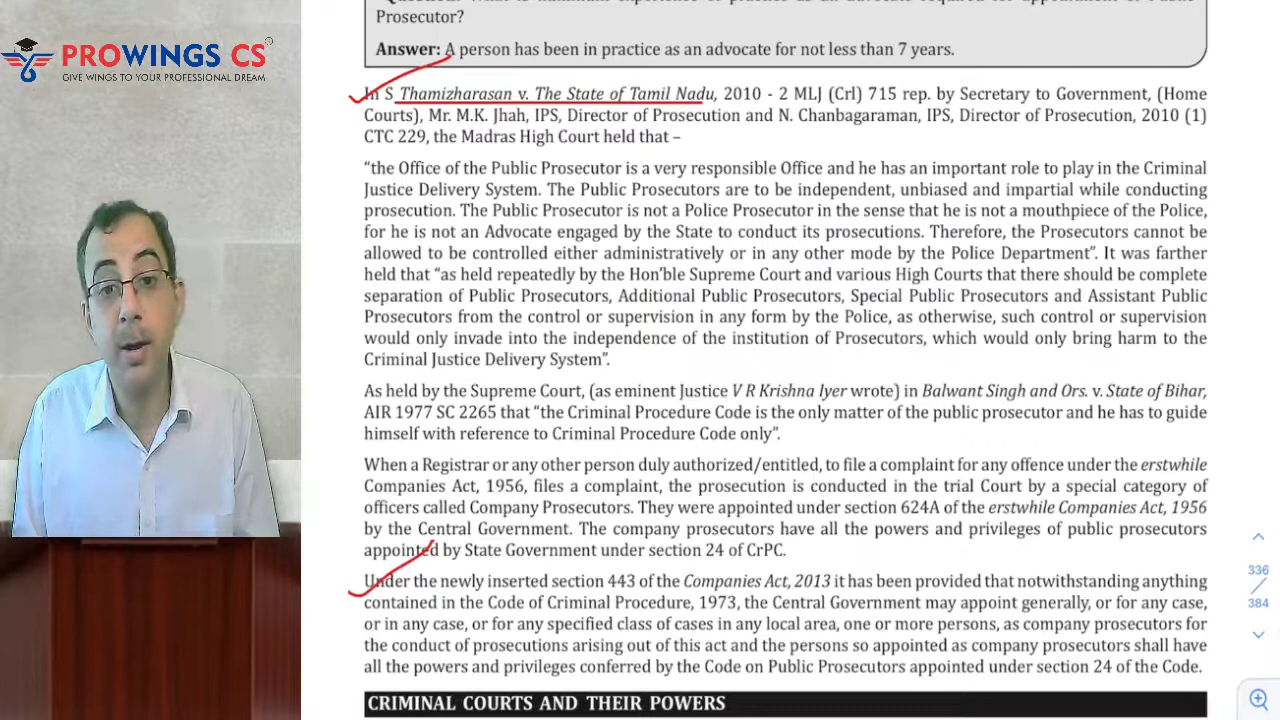 PROWINGS CS
GIVE WINGS TO YOUR PROFESSIONAL DREAM
Prosecutor?
Answer: A person has been in practice as an advocate for not less than 7 years.
In S Thamizharasan v. The State of Tamil Nadu, 2010 - 2 MLJ (Crl) 715 rep. by Secretary to Government, (Home
Courts), Mr. M.K. Jhah, IPS, Director of Prosecution and N. Chanbagaraman, IPS, Director of Prosecution, 2010 (1)
CTC 229, the Madras High Court held that –
“the Office of the Public Prosecutor is a very responsible Office and he has an important role to play in the Criminal
Justice Delivery System. The Public Prosecutors are to be independent, unbiased and impartial while conducting
prosecution. The Public Prosecutor is not a Police Prosecutor in the sense that he is not a mouthpiece of the Police,
for he is not an Advocate engaged by the State to conduct its prosecutions. Therefore, the Prosecutors cannot be
allowed to be controlled either administratively or in any other mode by the Police Department”. It was farther
held that “as held repeatedly by the Hon’ble Supreme Court and various High Courts that there should be complete
separation of Public Prosecutors, Additional Public Prosecutors, Special Public Prosecutors and Assistant Public
Prosecutors from the control or supervision in any form by the Police, as otherwise, such control or supervision
would only invade into the independence of the institution of Prosecutors, which would only bring harm to the
Criminal Justice Delivery System”.
As held by the Supreme Court, (as eminent Justice V R Krishna Iyer wrote) in Balwant Singh and Ors. v. State of Bihar,
AIR 1977 SC 2265 that “the Criminal Procedure Code is the only matter of the public prosecutor and he has to guide
himself with reference to Criminal Procedure Code only”.
When a Registrar or any other person duly authorized/entitled, to file a complaint for any offence under the erstwhile
Companies Act, 1956, files a complaint, the prosecution is conducted in the trial Court by a special category of
officers called Company Prosecutors. They were appointed under section 624A of the erstwhile Companies Act, 1956
by the Central Government. The company prosecutors have all the powers and privileges of public prosecutors
appointed by State Government under section 24 of CrPC.
Under the newly inserted section 443 of the Companies Act, 2013 it has been provided that notwithstanding anything
contained in the Code of Criminal Procedure, 1973, the Central Government may appoint generally, or for any case,
or in any case, or for any specified class of cases in any local area, one or more persons, as company prosecutors for
the conduct of prosecutions arising out of this act and the persons so appointed as company prosecutors shall have
all the powers and privileges conferred by the Code on Public Prosecutors appointed under section 24 of the Code.
CRIMINAL COURTS AND THEIR POWERS
336
384